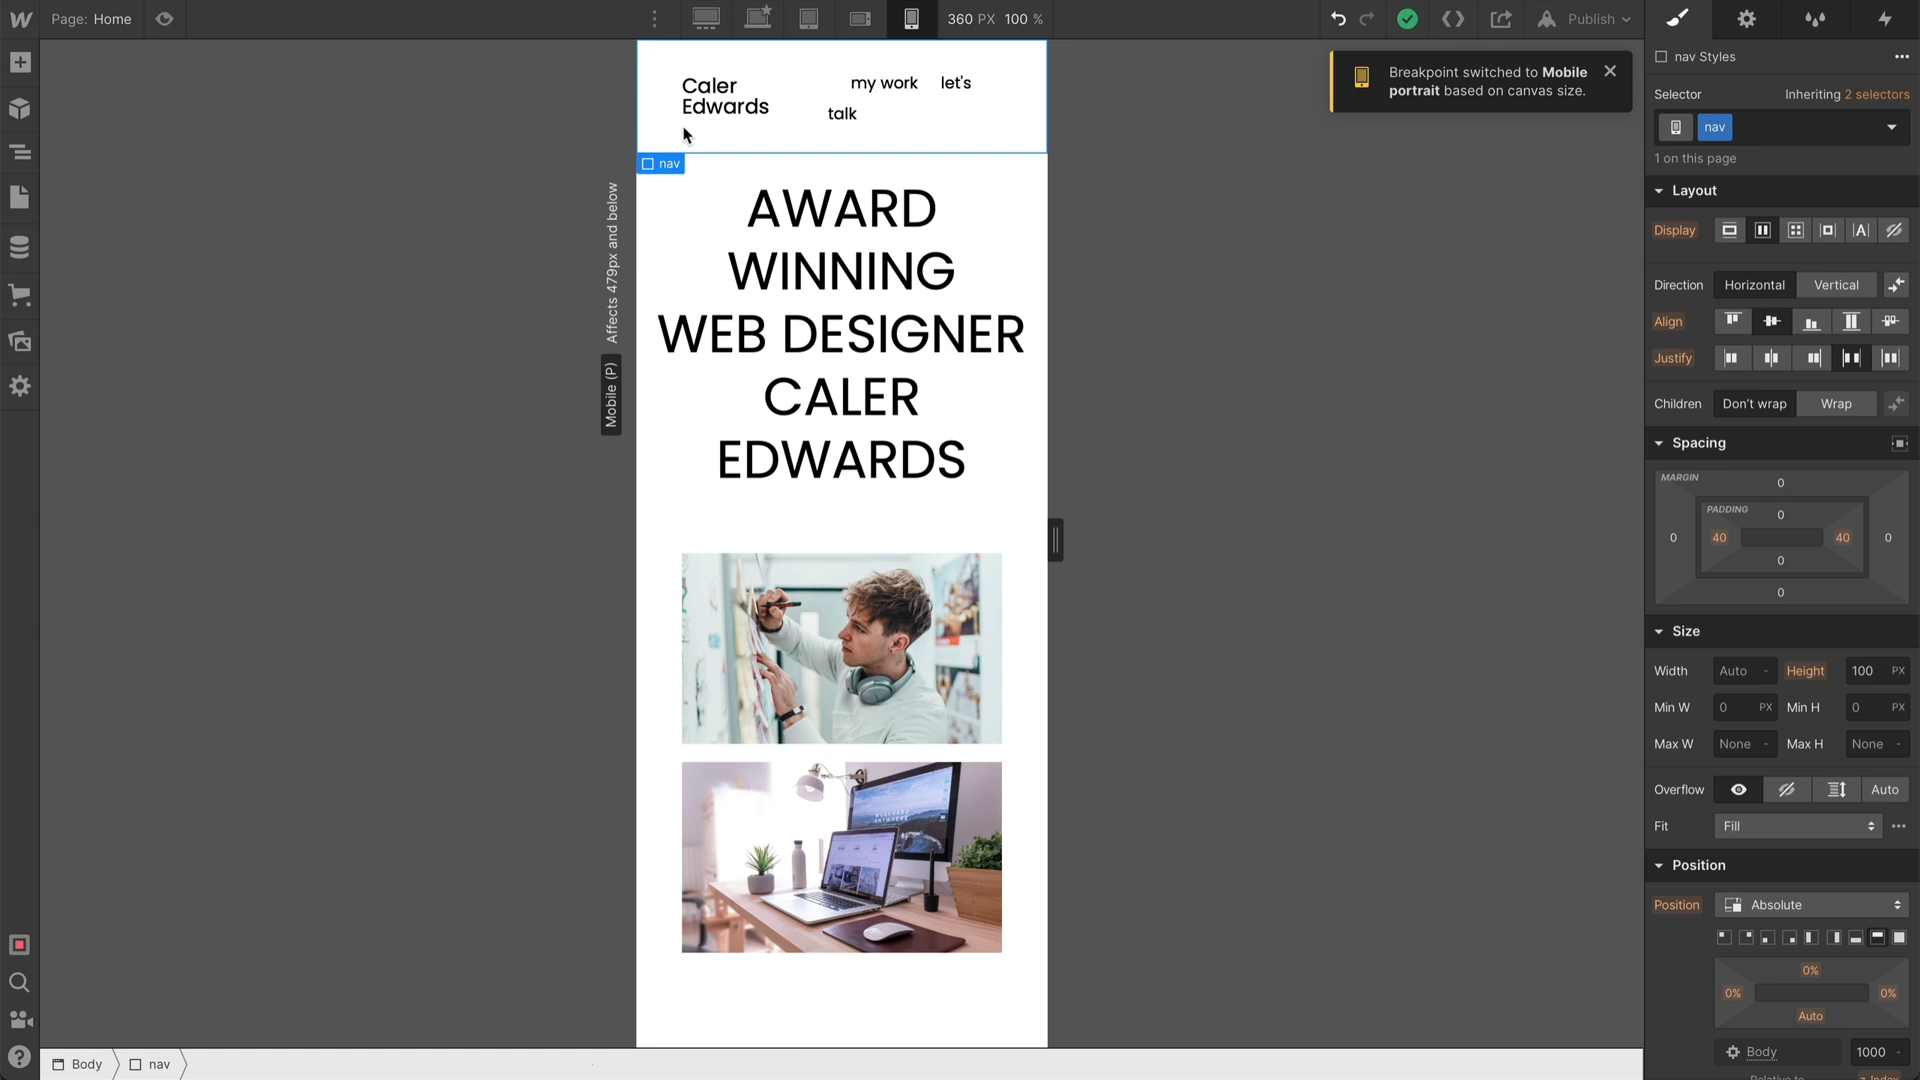 Page: Home
360 PX 100 %
Publish
Caler
Edwards
my work let's
talk
nav
Affects 479px and below
Mobile (P)
AWARD
WINNING
WEB DESIGNER
CALER
EDWARDS
Breakpoint switched to Mobile
portrait based on canvas size.
nav Styles
Selector Inheriting 2 selectors
nav
1 on this page
Layout
Display
Direction Horizontal Vertical
Align
Justify
Children Don't wrap Wrap
Spacing
MARGIN
0
PADDING
0
0 40 40 0
0
0
Size
Width Auto - Height 100 PX
Min W 0 PX Min H 0 PX
Max W None - Max H None -
Overflow Auto
Fit Fill
Position
Position Absolute
0%
0% 0%
Auto
Body 1000 -
Relative to z-Index
Body nav